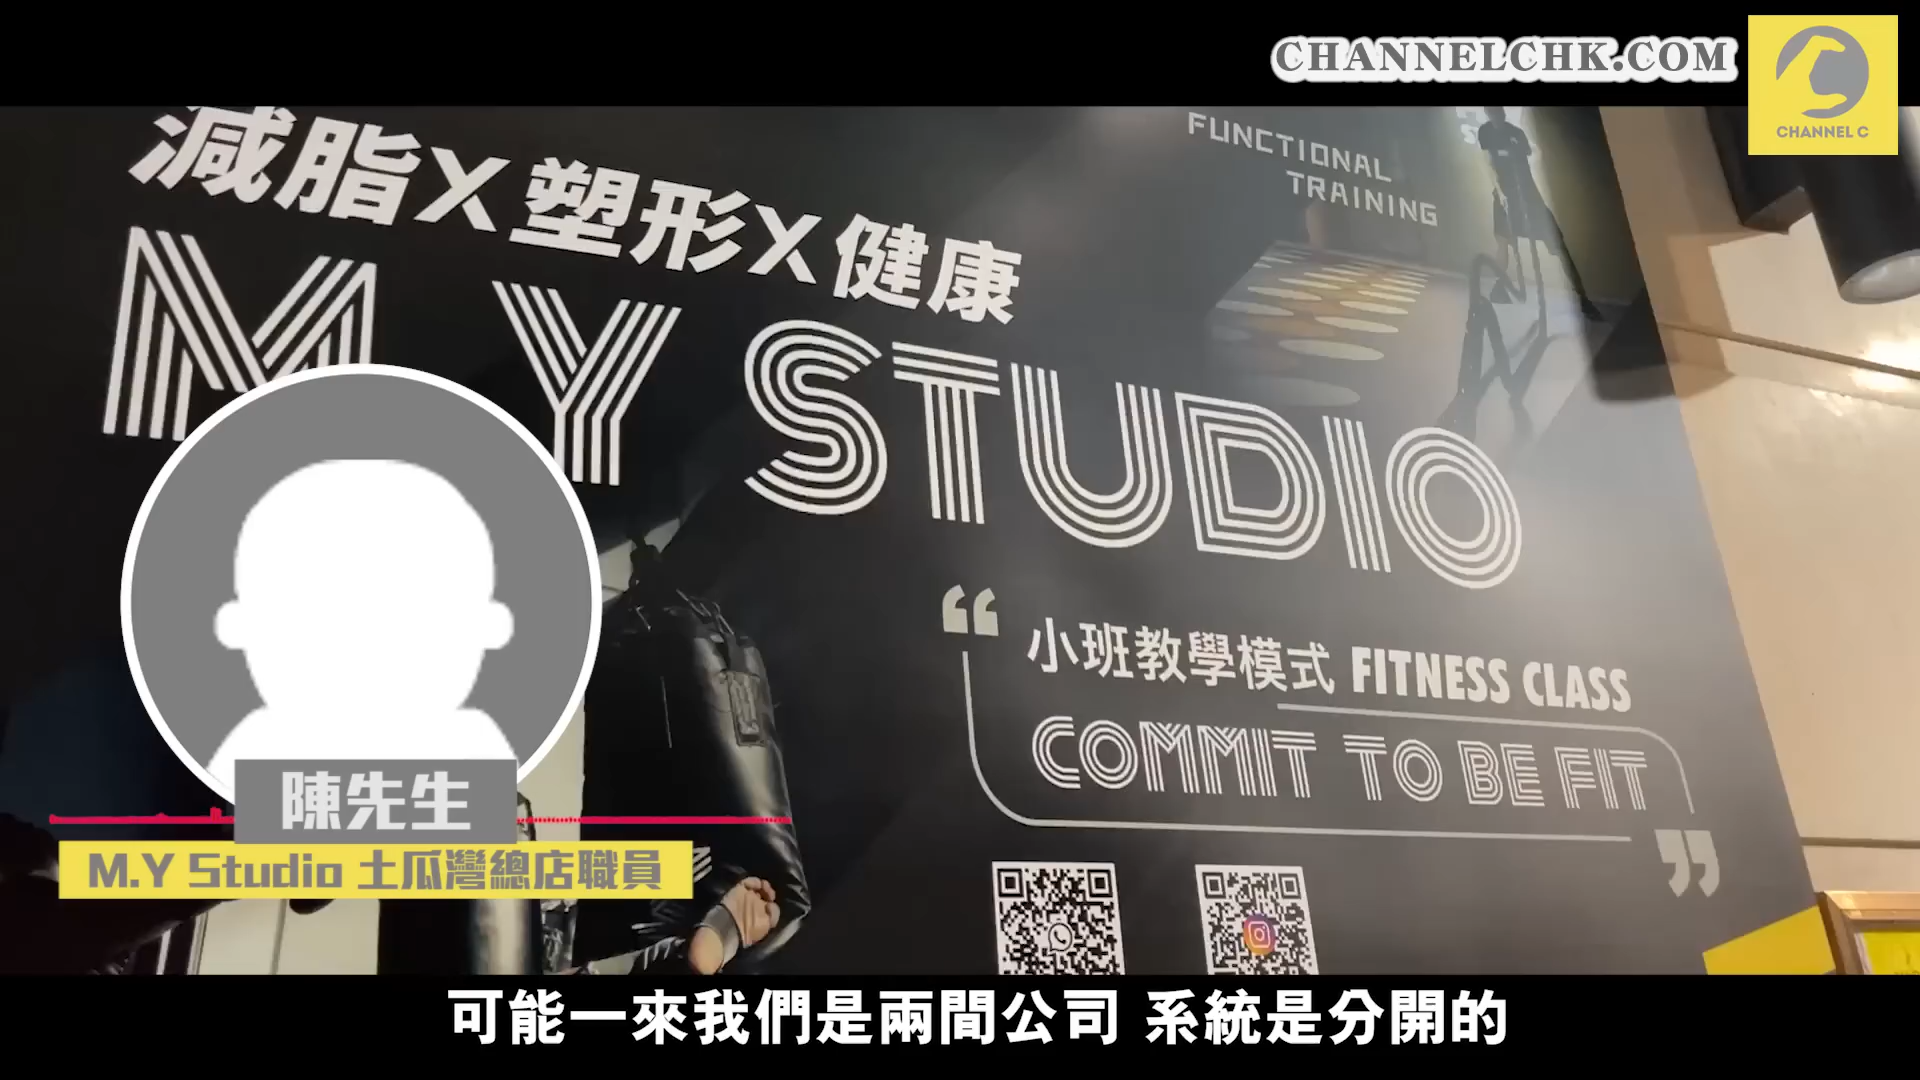 CHANNELCHK.COM
CHANNEL C
FUNCTIONAL
TRAINING
減脂X塑形X健康
M.Y STUDIO
“
小班教學模式 FITNESS CLASS
COMMIT TO BE FIT
”
陳先生
M.Y Studio 土瓜灣總店職員
可能一來我們是兩間公司 系統是分開的